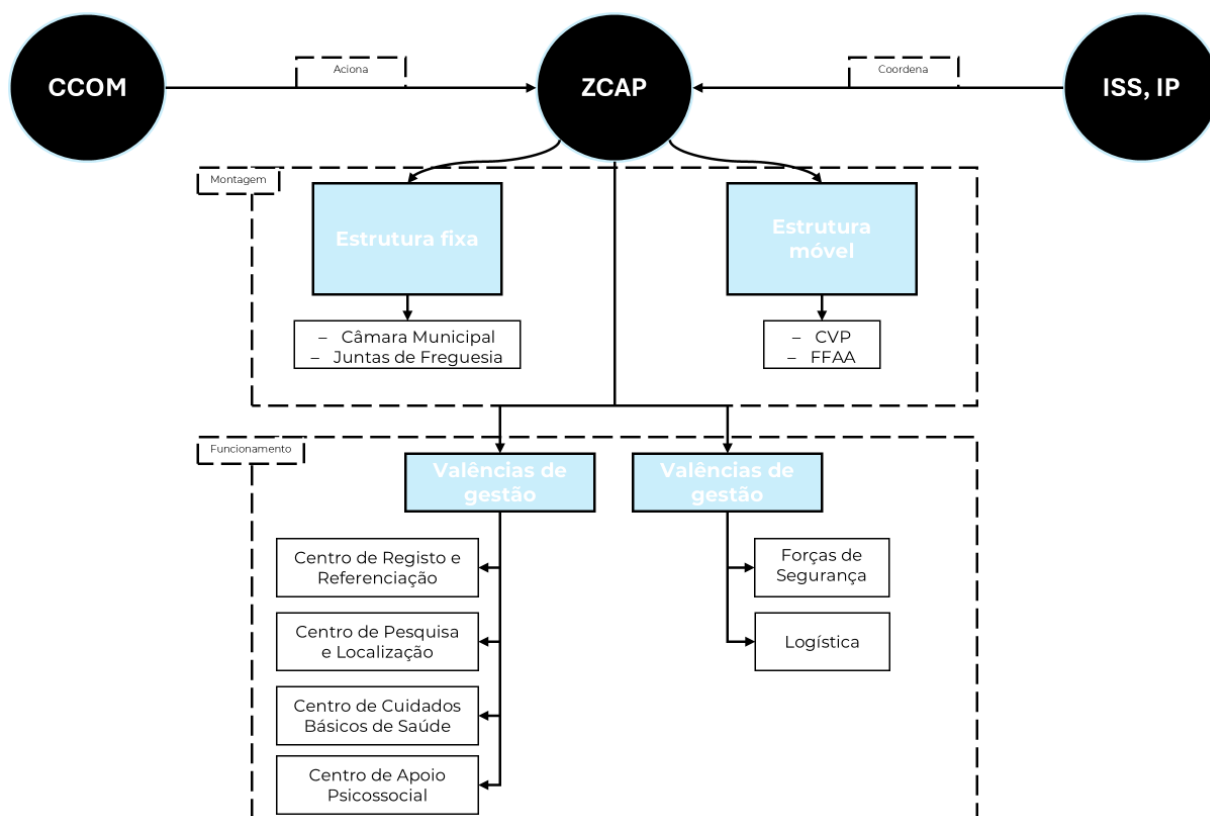 Aciona
Coordena
CCOM
ZCAP
ISS, IP
Montagem
Estrutura fixa
Estrutura
móvel
– Câmara Municipal
– Juntas de Freguesia
– CVP
– FFAA
Funcionamento
Valências de
gestão
Valências de
gestão
Centro de Registo e
Referenciação
Centro de Pesquisa
e Localização
Centro de Cuidados
Básicos de Saúde
Centro de Apoio
Psicossocial
Forças de
Segurança
Logística